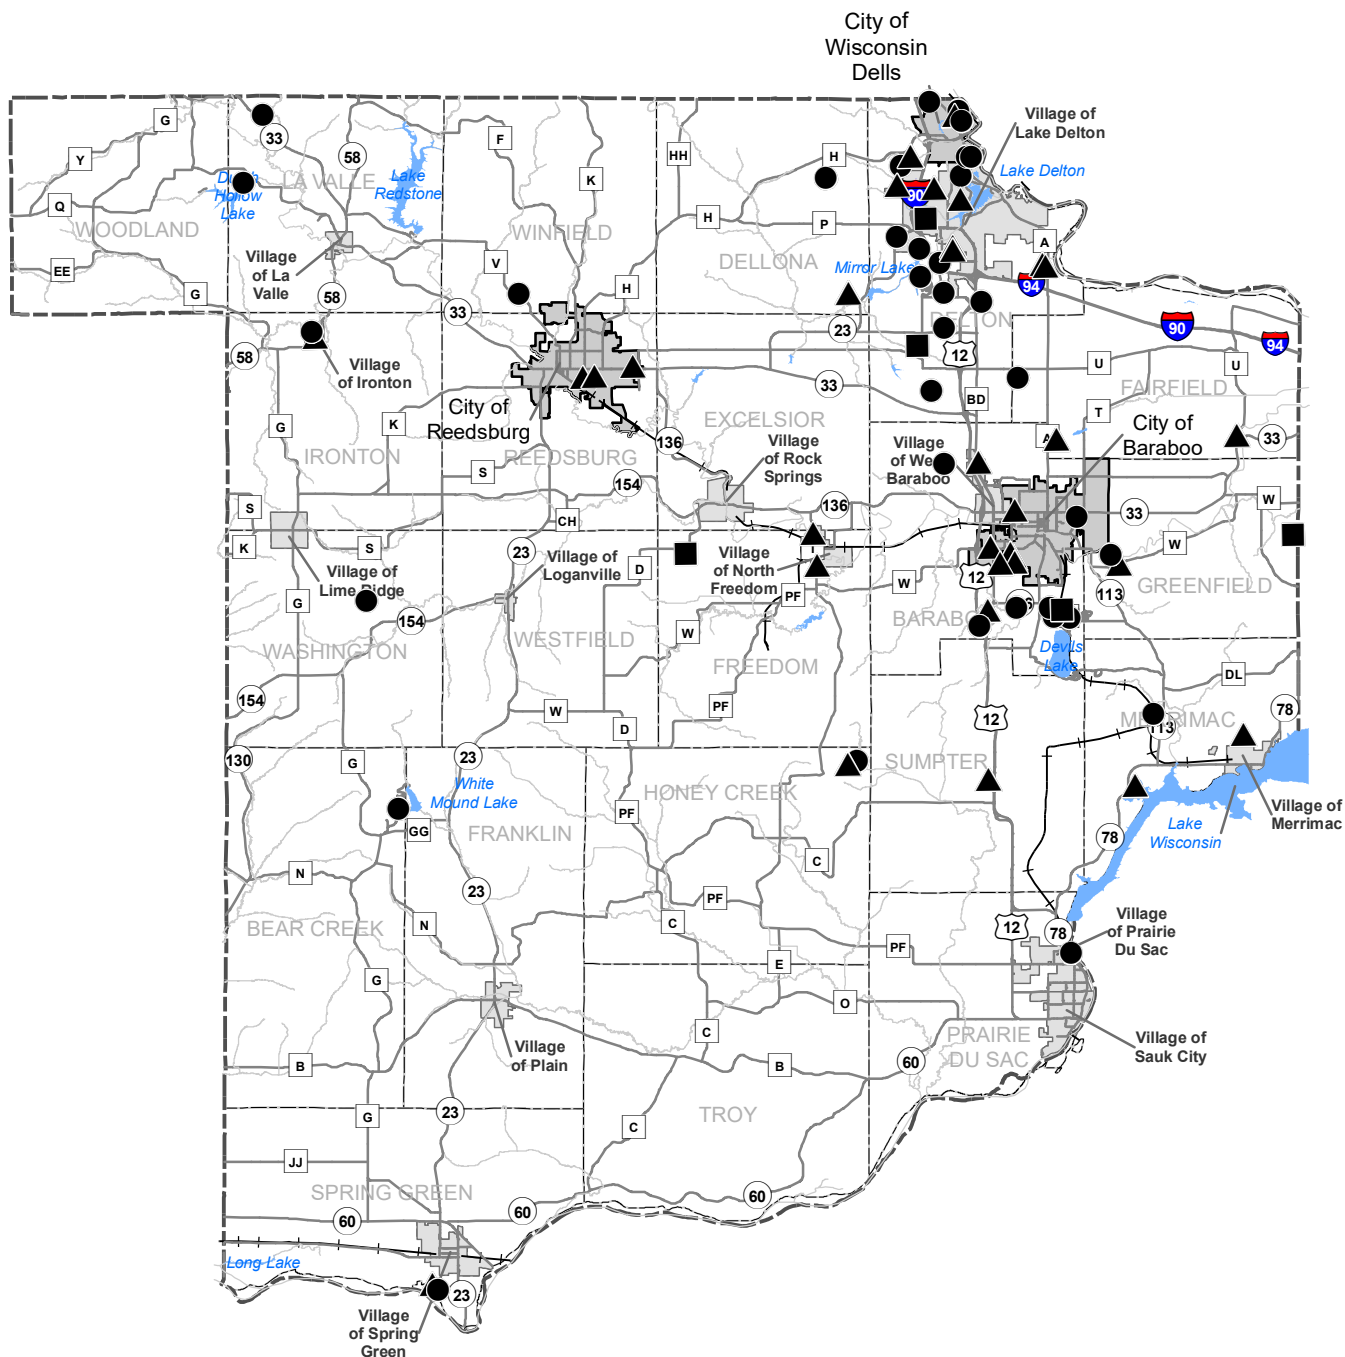 City of
Wisconsin
Dells
Village of
Lake Delton
Lake Delton
G
33
58
F
HH
H
Y
LA VALLE
Lake
Redstone
K
90
Hollow
Lake
Q
WOODLAND
WINFIELD
H
P
A
Village
of La
Valle
EE
V
DELLONA
Mirror Lake
G
58
H
94
33
23
90
94
58
Village
of Ironton
12
U
U
33
FAIRFIELD
BD
City of
Reedsburg
T
G
K
EXCELSIOR
City of
Baraboo
136
33
Village
of Rock
Springs
Village
Baraboo
IRONTON
REEDSBURG
S
154
S
136
33
W
CH
K
S
23
Village of
Loganville
D
Village
of North
Freedom
W
12
W
Village of
Lime Ridge
PF
113
GREENFIELD
G
154
WESTFIELD
W
WASHINGTON
FREEDOM
Devils
Lake
DL
154
W
PF
12
78
MERRIMAC
113
D
130
G
23
SUMPTER
White
Mound Lake
HONEY CREEK
Village of
Merrimac
PF
GG
FRANKLIN
Lake
Wisconsin
78
C
N
23
PF
BEAR CREEK
N
C
12
78
Village
of Prairie
Du Sac
PF
E
G
O
C
PRAIRIE
DU SAC
Village of
Sauk City
Village
of Plain
B
B
60
G
23
TROY
C
JJ
SPRING GREEN
60
60
60
Long Lake
23
Village
of Spring
Green